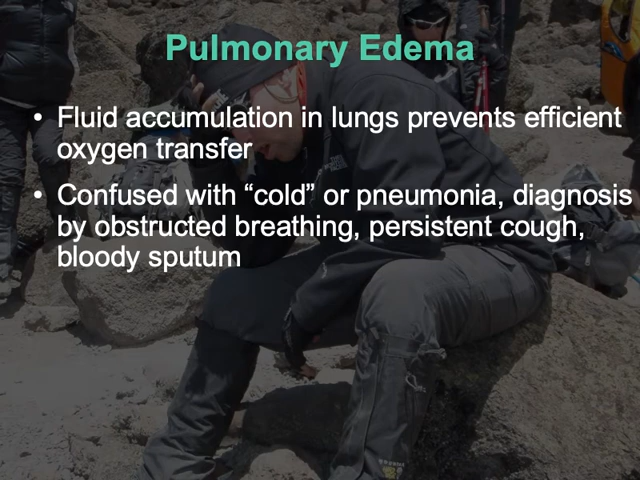 Pulmonary Edema
• Fluid accumulation in lungs prevents efficient
oxygen transfer
• Confused with “cold” or pneumonia, diagnosis
by obstructed breathing, persistent cough,
bloody sputum